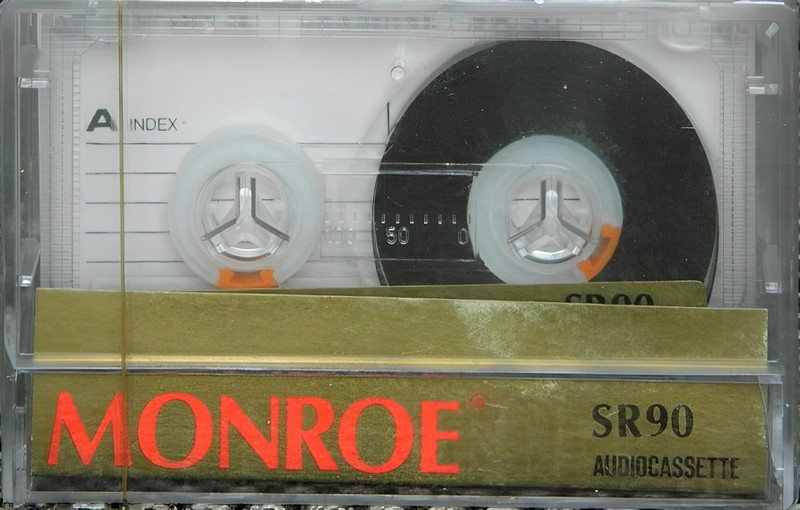 A INDEX
50 0
SR90
MONROE
SR90
AUDIOCASSETTE